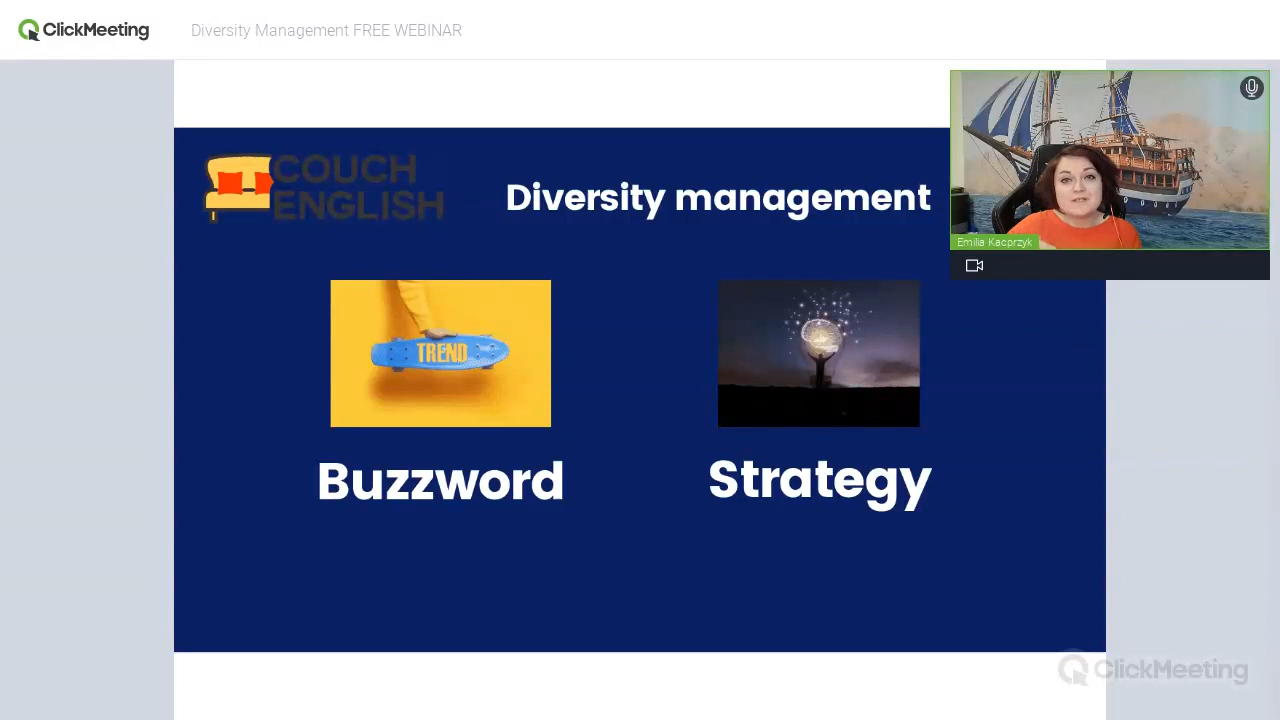 ClickMeeting
Diversity Management FREE WEBINAR
COUCH
ENGLISH
Diversity management
Emilia Kacprzyk
TREND
Buzzword
Strategy
ClickMeeting